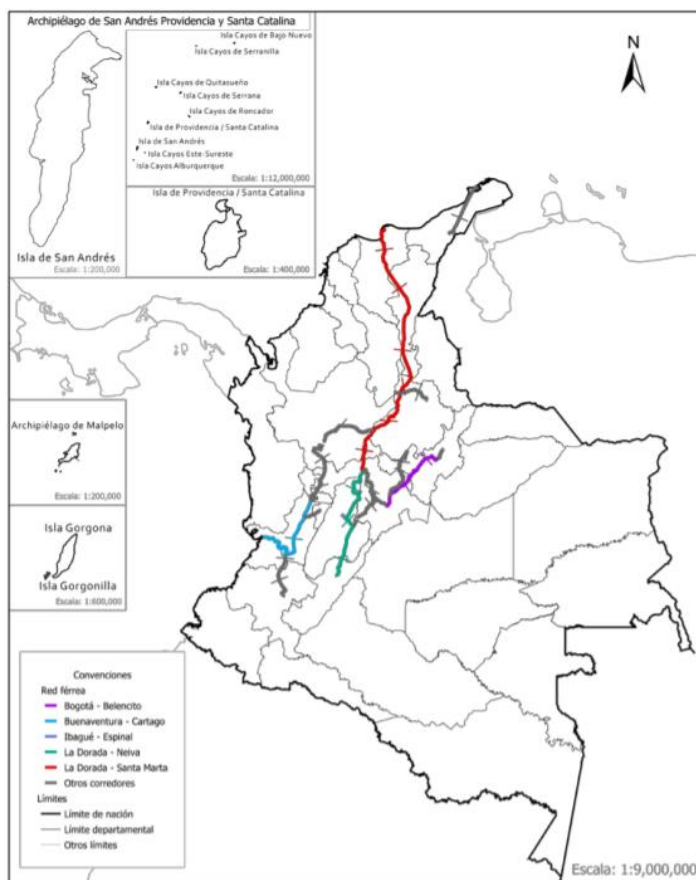 Archipiélago de San Andrés Providencia y Santa Catalina
Isla Cayos de Bajo Nuevo
Isla Cayos de Serranilla
Isla Cayos de Quitasueño
Isla Cayos de Serrana
Isla Cayos de Roncador
Isla de Providencia / Santa Catalina
Isla de San Andrés
Isla Cayos Este-Sureste
Isla Cayos Alburquerque
Escala: 1:12,000,000
Isla de Providencia / Santa Catalina
Isla de San Andrés
Escala: 1:200,000
Escala: 1:400,000
N
Archipiélago de Malpelo
Escala: 1:200,000
Isla Gorgona
Isla Gorgonilla
Escala: 1:600,000
Convenciones
Red férrea
Bogotá - Belencito
Buenaventura - Cartago
Ibagué - Espinal
La Dorada - Neiva
La Dorada - Santa Marta
Otros corredores
Límites
Límite de nación
Límite departamental
Otros límites
Escala: 1:9,000,000